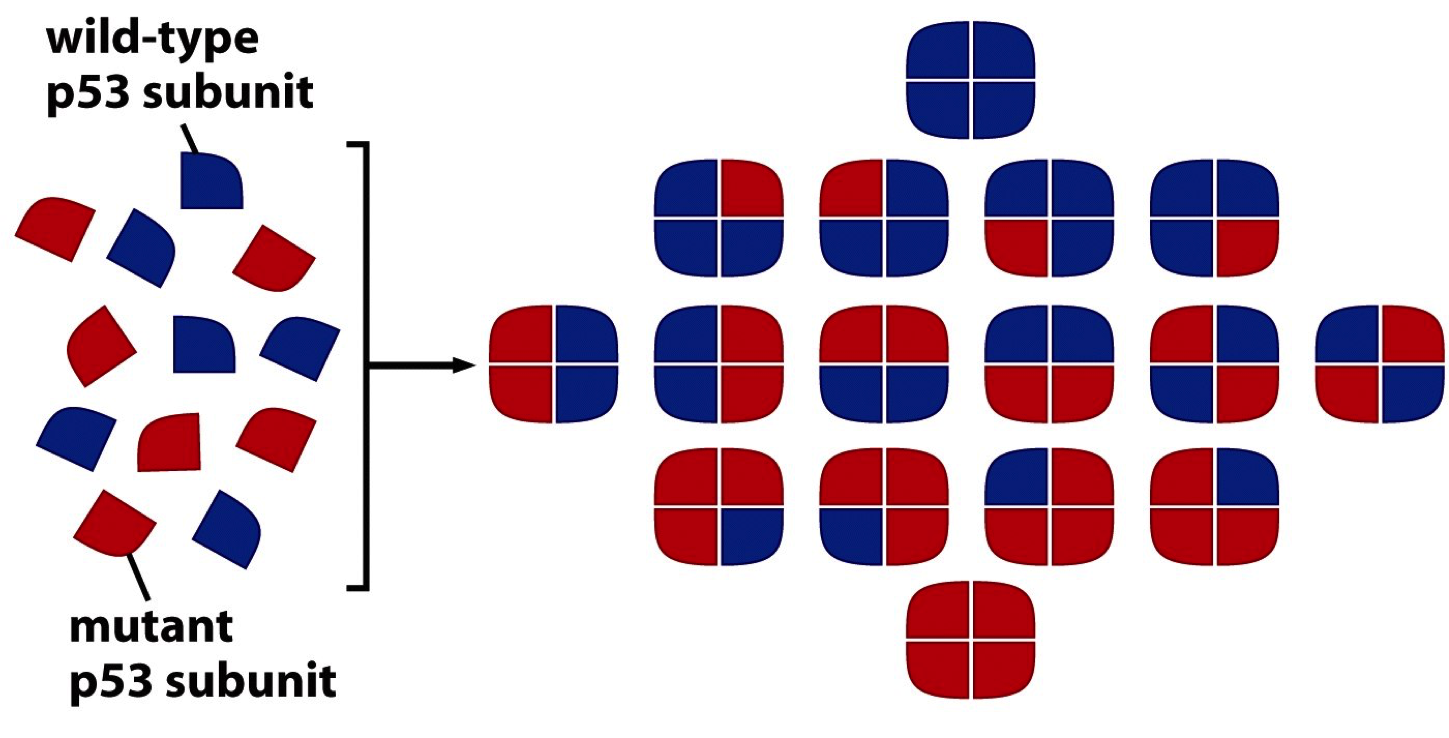 wild-type
p53 subunit
mutant
p53 subunit